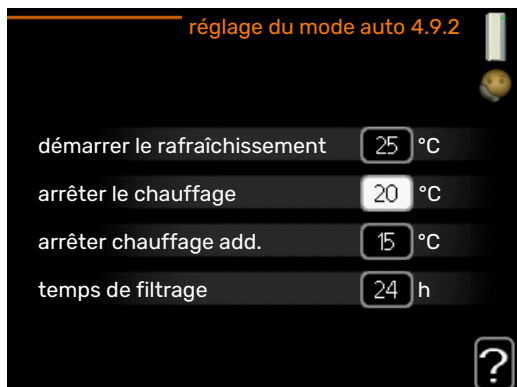 réglage du mode auto 4.9.2
démarrer le rafraîchissement 25 °C
arrêter le chauffage 20 °C
arrêter chauffage add. 15 °C
temps de filtrage 24 h
?